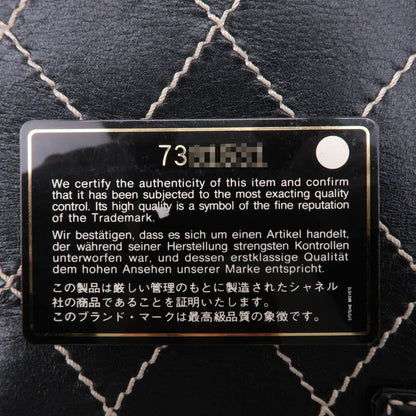 73
We certify the authenticity of this item and confirm
that it has been subjected to the most exacting quality
control. Its high quality is a symbol of the fine reputation
of the Trademark.
Wir bestätigen, dass es sich um einen Artikel handelt,
der während seiner Herstellung strengsten Kontrollen
unterworfen war, und dessen erstklassige Qualität
dem hohen Ansehen unserer Marke entspricht.
この製品は厳しい管理のもとに製造されたシャネル
社の商品であることを証明いたします。
このブランド・マークは最高級品質の象徴です。